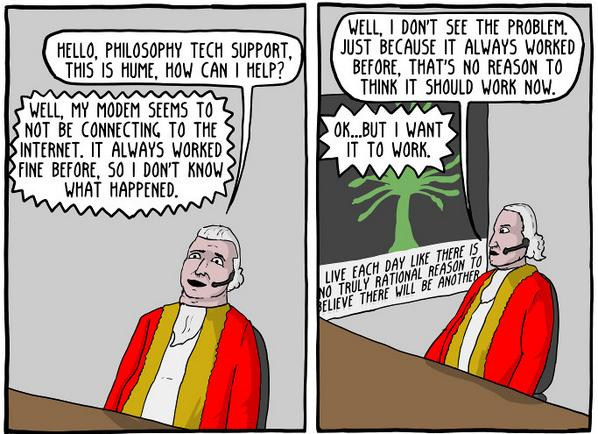 HELLO, PHILOSOPHY TECH SUPPORT,
THIS IS HUME, HOW CAN I HELP?
WELL, MY MODEM SEEMS TO
NOT BE CONNECTING TO THE
INTERNET. IT ALWAYS WORKED
FINE BEFORE, SO I DON'T KNOW
WHAT HAPPENED.
WELL, I DON'T SEE THE PROBLEM.
JUST BECAUSE IT ALWAYS WORKED
BEFORE, THAT'S NO REASON TO
THINK IT SHOULD WORK NOW.
OK...BUT I WANT
IT TO WORK.
LIVE EACH DAY LIKE THERE IS
NO TRULY RATIONAL REASON TO
BELIEVE THERE WILL BE ANOTHER